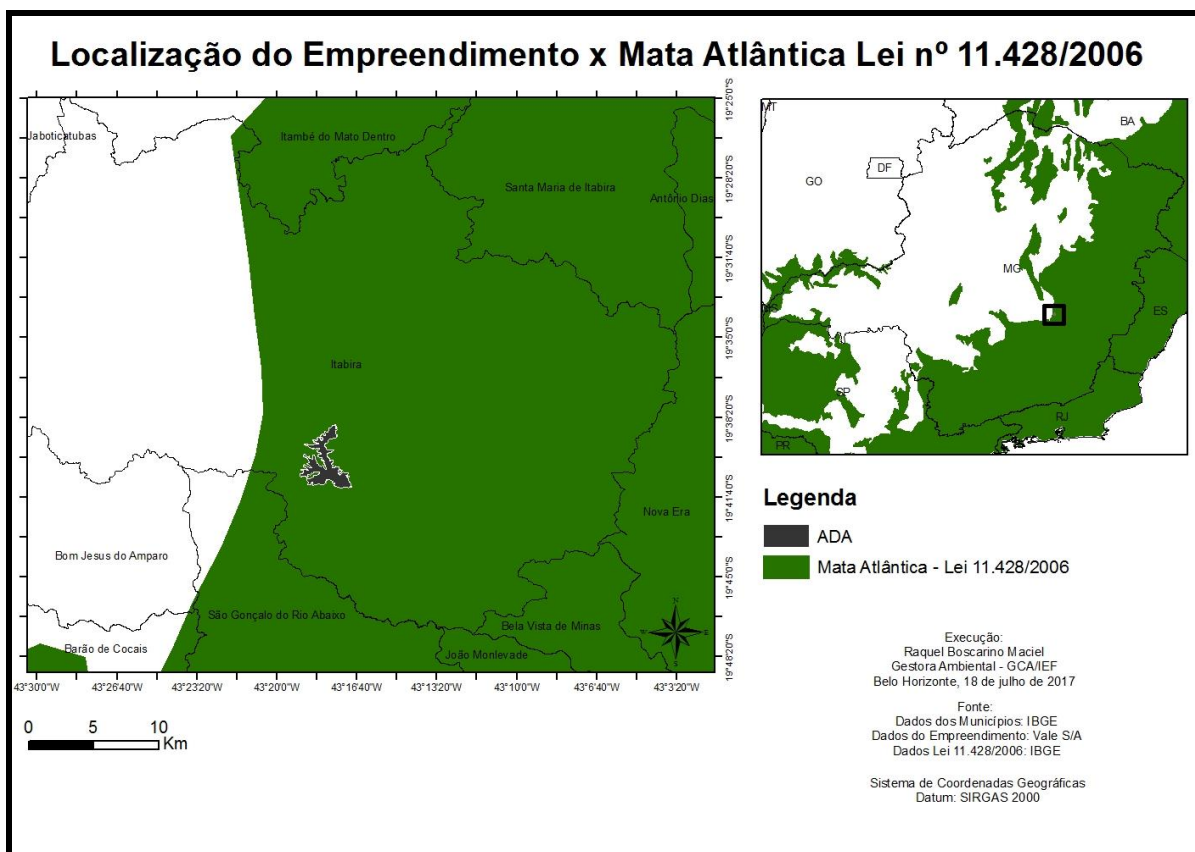 Localização do Empreendimento x Mata Atlântica Lei nº 11.428/2006
Jaboticatubas
Itambé do Mato Dentro
Santa Maria de Itabira
Antônio Dias
Itabira
Nova Era
Bom Jesus do Amparo
São Gonçalo do Rio Abaixo
Bela Vista de Minas
Barão de Cocais
João Monlevade
N
W
E
S
19°25'0"S
19°28'20"S
19°31'40"S
19°35'0"S
19°38'20"S
19°41'40"S
19°45'0"S
19°48'20"S
43°30'0"W
43°26'40"W
43°23'20"W
43°20'0"W
43°16'40"W
43°13'20"W
43°10'0"W
43°6'40"W
43°3'20"W
0 5 10
Km
MT
BA
DF
GO
MG
ES
MS
SP
RJ
PR
Legenda
ADA
Mata Atlântica - Lei 11.428/2006
Execução:
Raquel Boscarino Maciel
Gestora Ambiental - GCA/IEF
Belo Horizonte, 18 de julho de 2017
Fonte:
Dados dos Municípios: IBGE
Dados do Empreendimento: Vale S/A
Dados Lei 11.428/2006: IBGE
Sistema de Coordenadas Geográficas
Datum: SIRGAS 2000